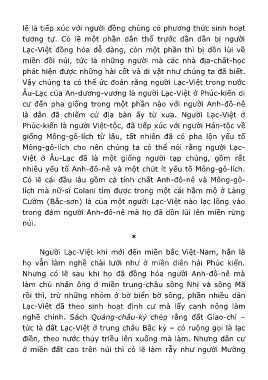 lẽ là tiếp xúc với người đồng chủng có phương thức sinh hoạt
tương tự. Có lẽ một phần dân thổ trước dần dần bị người
Lạc-Việt đồng hóa dễ dàng, còn một phần thì bị dồn lùi về
miền đồi núi, tức là những người mà các nhà địa-chất-học
phát hiện được những hài cốt và di vật như chúng ta đã biết.
Vậy chúng ta có thể ức đoán rằng người Lạc-Việt trong nước
Âu-Lạc của An-dương-vương là người Lạc-Việt ở Phúc-kiến di
cư đến pha giống trong một phần nào với người Anh-đô-nê
là dân đã chiếm cứ địa bàn ấy từ xưa. Người Lạc-Việt ở
Phúc-kiến là người Việt-tộc, đã tiếp xúc với người Hán-tộc về
giống Mông-gô-lích từ lâu, tất nhiên đã có pha lộn yếu tố
Mông-gô-lích cho nên chúng ta có thể nói rằng người Lạc-
Việt ở Âu-Lạc đã là một giống người tạp chủng, gồm rất
nhiều yếu tố Anh-đô-nê và một chút ít yếu tố Mông-gô-lích.
Có lẽ cái đầu lâu gồm cả tính chất Anh-đô-nê và Mông-gô-
lích mà nữ-sĩ Colani tìm được trong một cái hầm mộ ở Làng
Cườm (Bắc-sơn) là của một người Lạc-Việt nào lạc lõng vào
trong đám người Anh-đô-nê mà họ đã dồn lùi lên miền rừng
núi.
*
Người Lạc-Việt khi mới đến miền bắc Việt-Nam, hẳn là
họ vẫn làm nghề chài lưới như ở miền duyên hải Phúc kiến.
Nhưng có lẽ sau khi họ đã đồng hóa người Anh-đô-nê mà
làm chủ nhân ông ở miền trung-châu sông Nhị và sông Mã
rồi thì, trừ những nhóm ở bờ biển bờ sông, phần nhiều dân
Lạc-Việt đã theo sinh hoạt định cư mà lấy canh nông làm
nghề chính. Sách Quảng-châu-ký chép rằng đất Giao-chỉ –
tức là đất Lạc-Việt ở trung châu Bắc kỳ – có ruộng gọi là lạc
điền, theo nước thủy triều lên xuống mà làm. Nhưng dân cư
ở miền đất cao trên núi thì có lẽ làm rẫy như người Mường